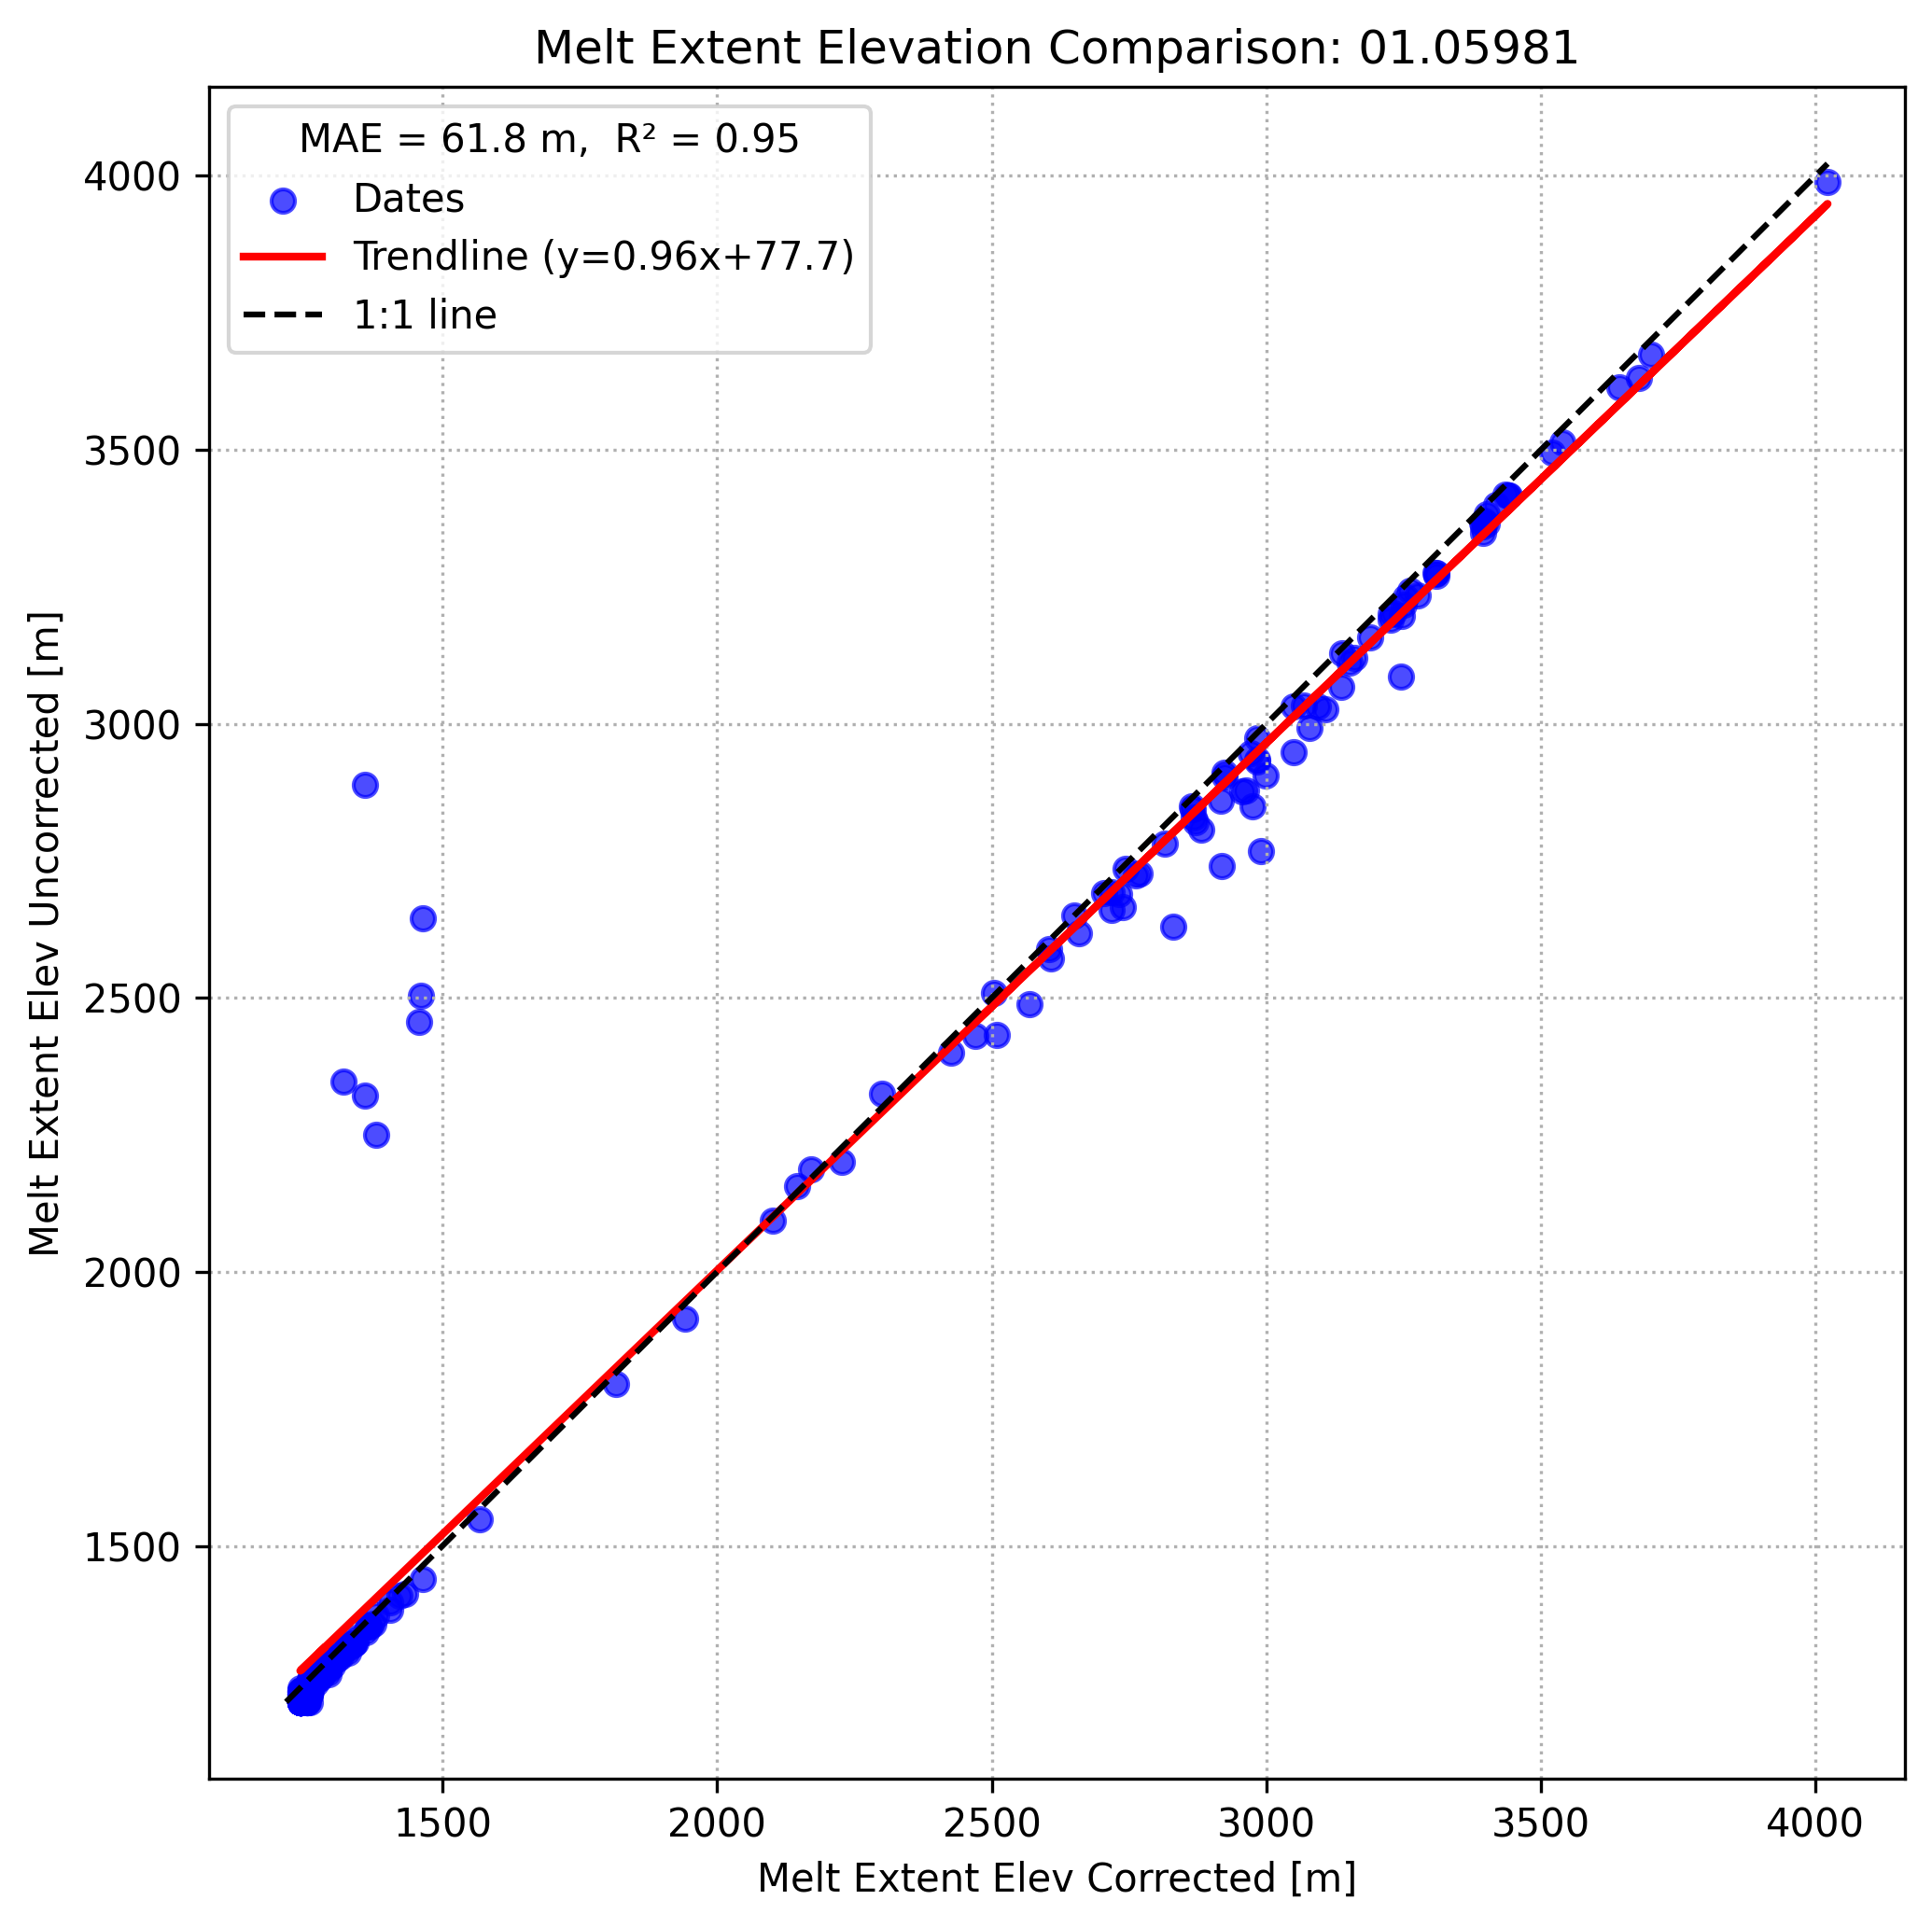 Melt Extent Elevation Comparison: 01.05981
MAE = 61.8 m,  R² = 0.95
Dates
Trendline (y=0.96x+77.7)
1:1 line
Melt Extent Elev Uncorrected [m]
4000
3500
3000
2500
2000
1500
1500 2000 2500 3000 3500 4000
Melt Extent Elev Corrected [m]